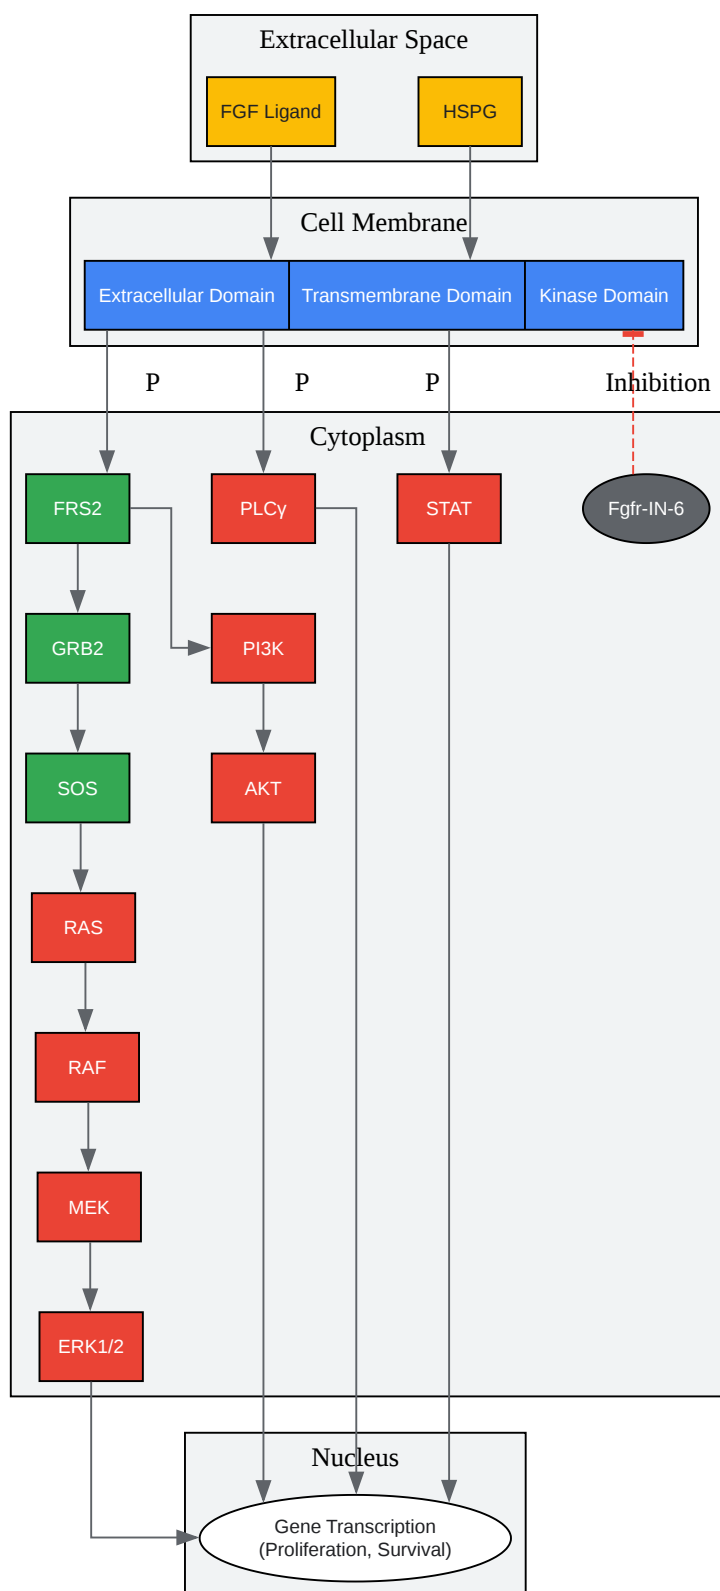 Extracellular Space
FGF Ligand
HSPG
Cell Membrane
Extracellular Domain
Transmembrane Domain
Kinase Domain
P
P
P
Inhibition
Cytoplasm
FRS2
PLCγ
STAT
Fgfr-IN-6
GRB2
PI3K
SOS
AKT
RAS
RAF
MEK
ERK1/2
Nucleus
Gene Transcription
(Proliferation, Survival)